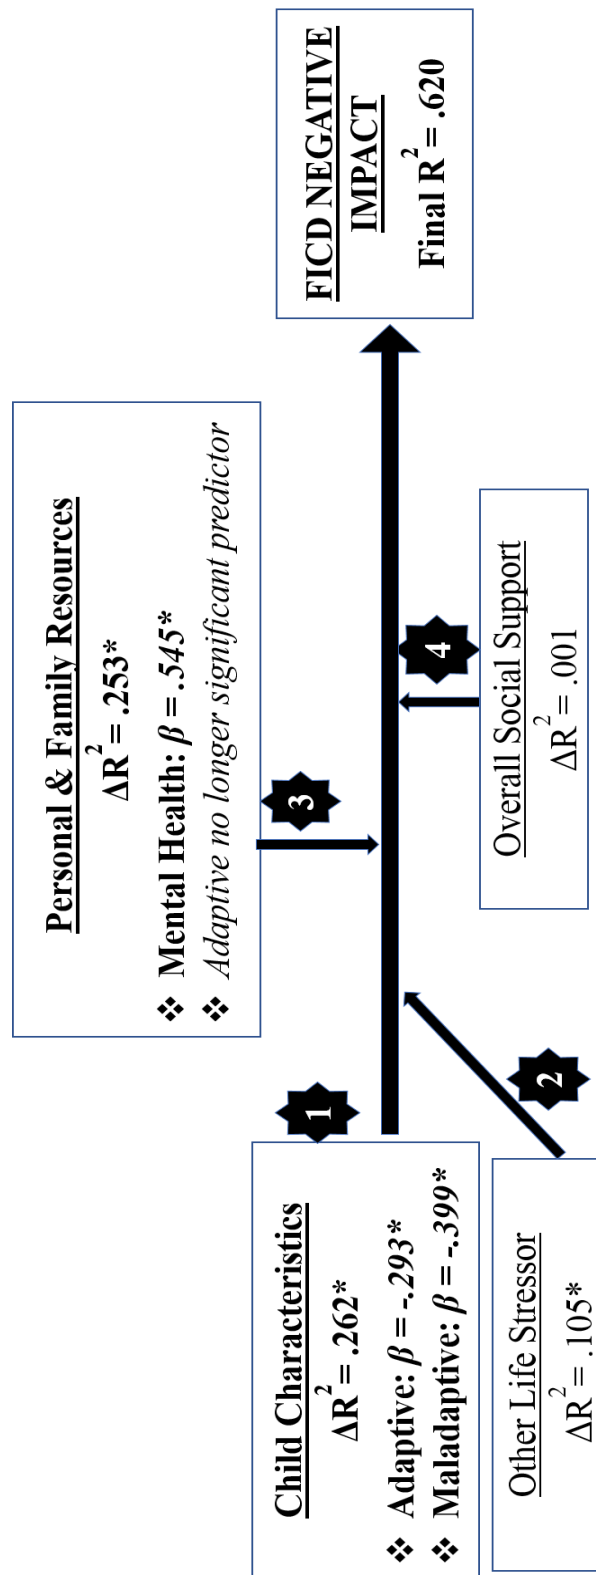 Child Characteristics
ΔR² = .262*
❖ Adaptive: β = -.293*
❖ Maladaptive: β = -.399*
1
Other Life Stressor
ΔR² = .105*
2
Personal & Family Resources
ΔR² = .253*
❖ Mental Health: β = .545*
❖ Adaptive no longer significant predictor
3
Overall Social Support
ΔR² = .001
4
FICD NEGATIVE
IMPACT
Final R² = .620